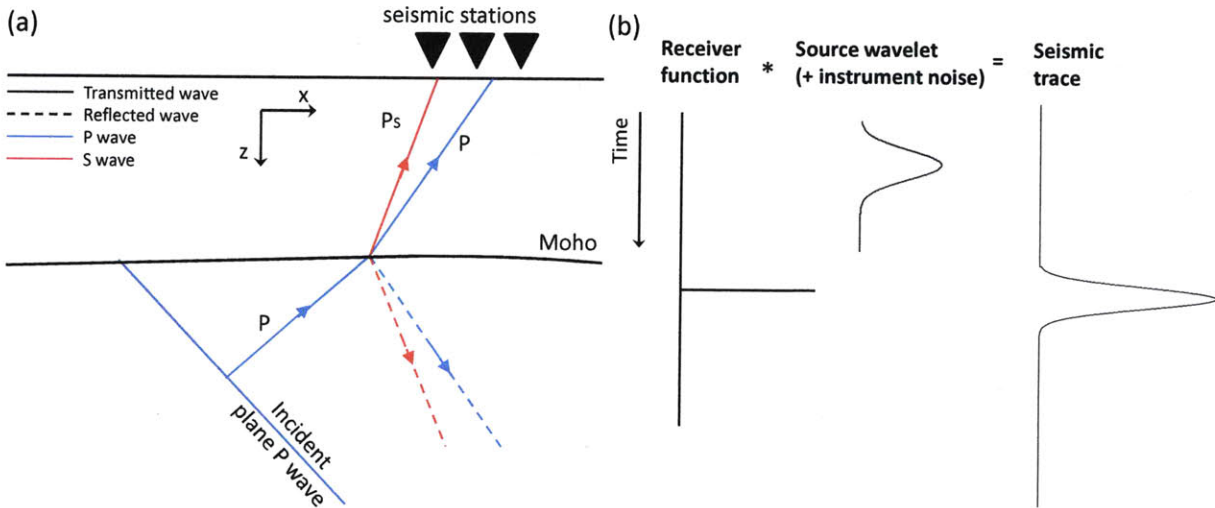 (a)
seismic stations
Transmitted wave
Reflected wave
P wave
S wave
x
z
Ps
P
Moho
P
Incident
plane P wave
(b)
Receiver
function
*
Source wavelet
(+ instrument noise)
=
Seismic
trace
Time